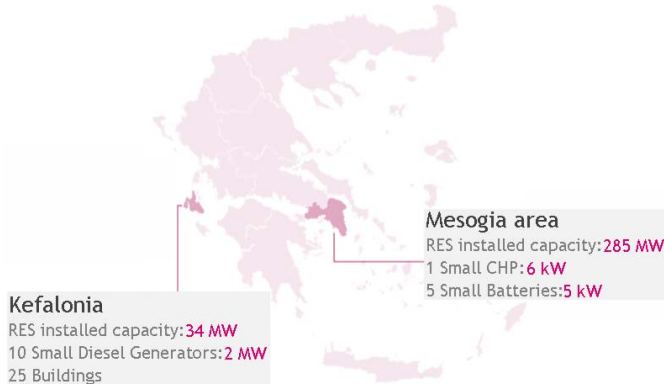 Mesogia area
RES installed capacity:285 MW
1 Small CHP:6 kW
5 Small Batteries:5 kW
Kefalonia
RES installed capacity:34 MW
10 Small Diesel Generators:2 MW
25 Buildings